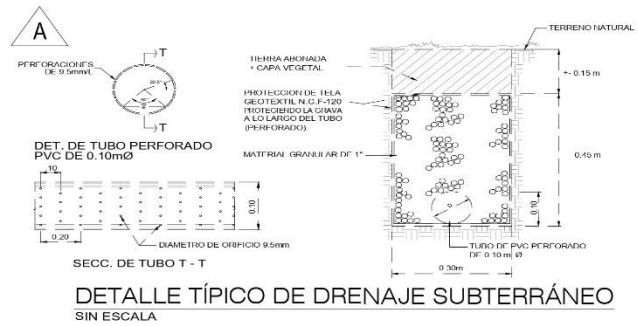 A
T
PERFORACIONES
DE 9.5mm/L
T
DET. DE TUBO PERFORADO
PVC DE 0.10mØ
10
0.10
0.20
DIAMETRO DE ORIFICIO 9.5mm
SECC. DE TUBO T - T
TERRENO NATURAL
TIERRA ABONADA
+ CAPA VEGETAL
+- 0.15 m
PROTECCION DE TELA
GEOTEXTIL N.C.F-120
PROTEGIENDO LA GRAVA
A LO LARGO DEL TUBO
(PERFORADO).
MATERIAL GRANULAR DE 1"
0.45 m
0.10
TUBO DE PVC PERFORADO
DE 0.10 m Ø
0.30m
DETALLE TÍPICO DE DRENAJE SUBTERRÁNEO
SIN ESCALA